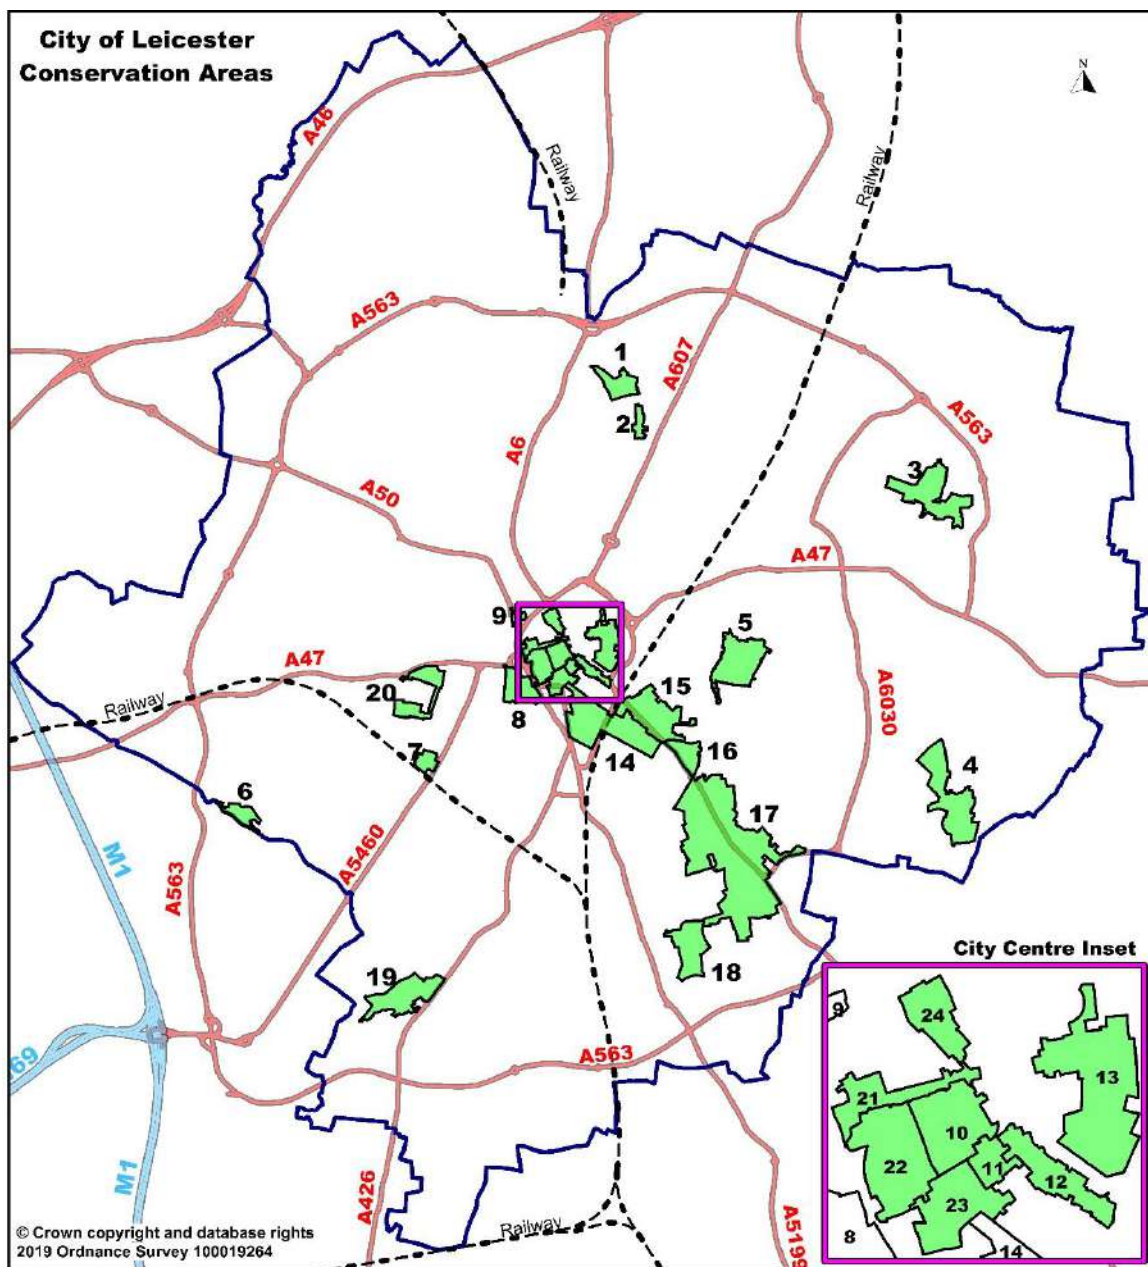 City of Leicester
Conservation Areas
N
A46
Railway
Railway
A563
1
A607
2
A6
A563
3
A50
A47
9
5
A47
Railway
20
8
15
A6030
14
16
7
4
6
17
M1
A5460
A563
18
19
City Centre Inset
9
24
13
21
10
22
11
12
23
8
14
69
A563
M1
A426
Railway
A5199
© Crown copyright and database rights
2019 Ordnance Survey 100019264